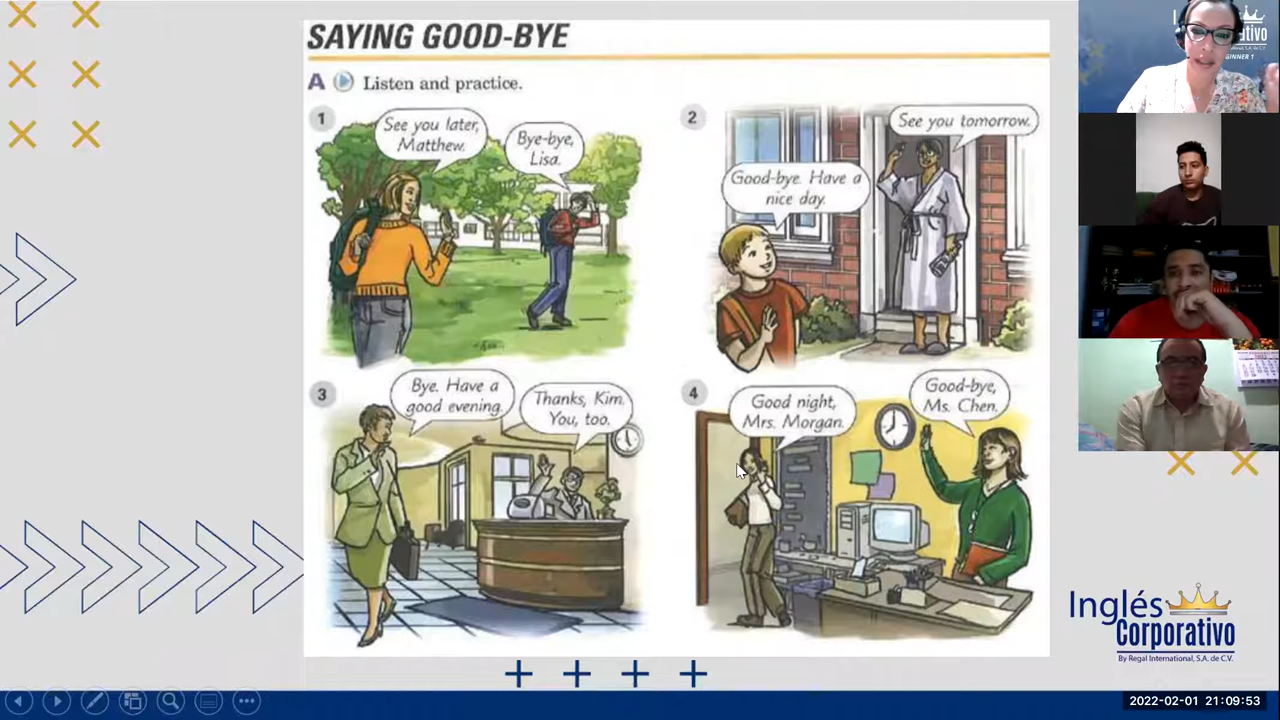 SAYING GOOD-BYE
A Listen and practice.
1
See you later,
Matthew.
Bye-bye,
Lisa.
2
See you tomorrow.
Good-bye. Have a
nice day.
3
Bye. Have a
good evening.
Thanks, Kim.
You, too.
4
Good night,
Mrs. Morgan.
Good-bye,
Ms. Chen.
Inglés
Corporativo
By Regal International, S.A. de C.V.
2022-02-01 21:09:53